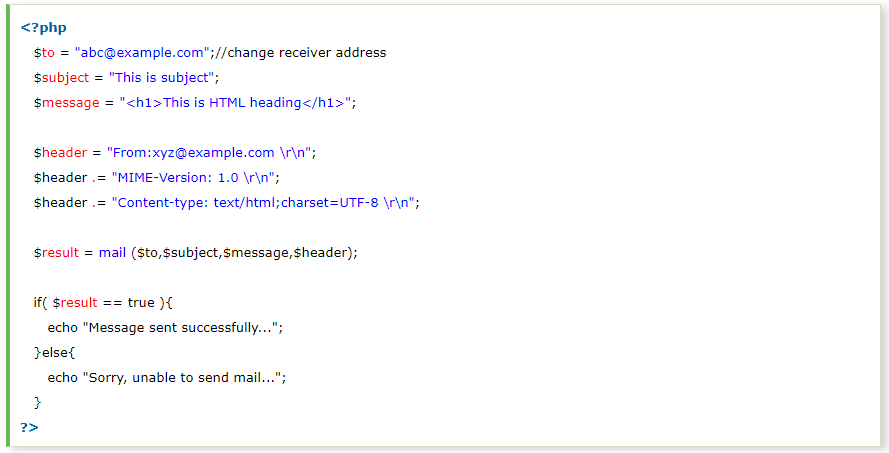 <?php
$to = "abc@example.com";//change receiver address
$subject = "This is subject";
$message = "<h1>This is HTML heading</h1>";
$header = "From:xyz@example.com \r\n";
$header .= "MIME-Version: 1.0 \r\n";
$header .= "Content-type: text/html;charset=UTF-8 \r\n";
$result = mail ($to,$subject,$message,$header);
if( $result == true ){
echo "Message sent successfully...";
}else{
echo "Sorry, unable to send mail...";
}
?>